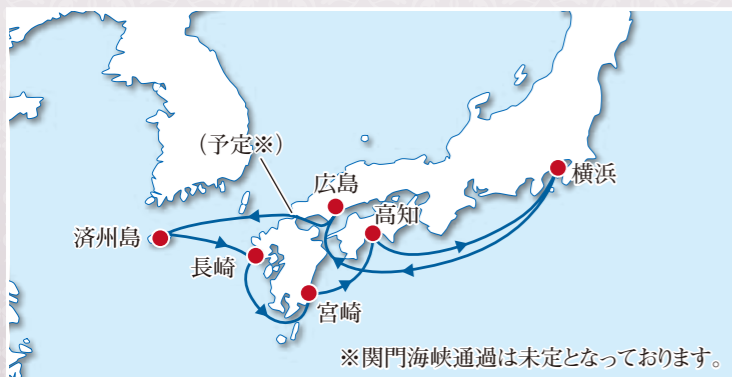 （予定※）
広島
横浜
高知
済州島
長崎
宮崎
※関門海峡通過は未定となっております。